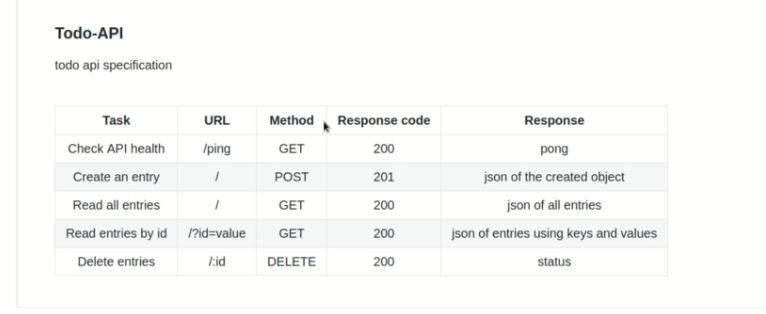 Todo-API
todo api specification
Task URL Method Response code Response
Check API health /ping GET 200 pong
Create an entry / POST 201 json of the created object
Read all entries / GET 200 json of all entries
Read entries by id /?id=value GET 200 json of entries using keys and values
Delete entries /:id DELETE 200 status